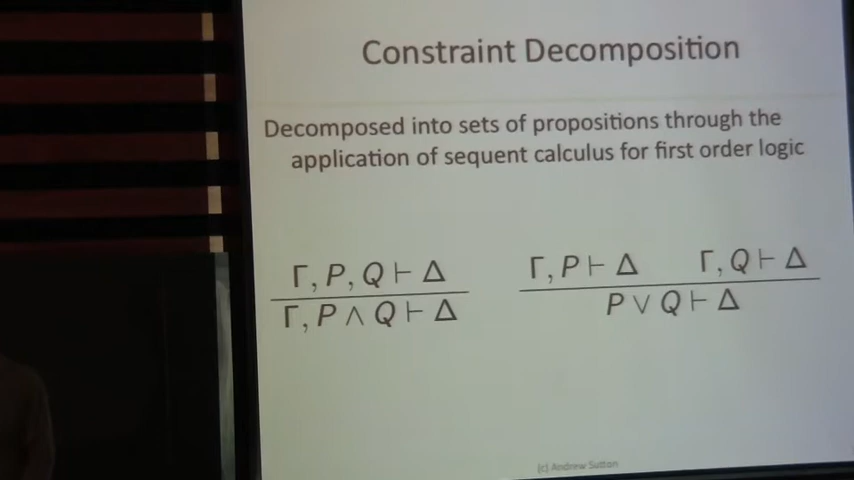 Constraint Decomposition
Decomposed into sets of propositions through the
application of sequent calculus for first order logic
Γ, P, Q ⊢ Δ
Γ, P ∧ Q ⊢ Δ
Γ, P ⊢ Δ Γ, Q ⊢ Δ
P ∨ Q ⊢ Δ
(c) Andrew Sutton